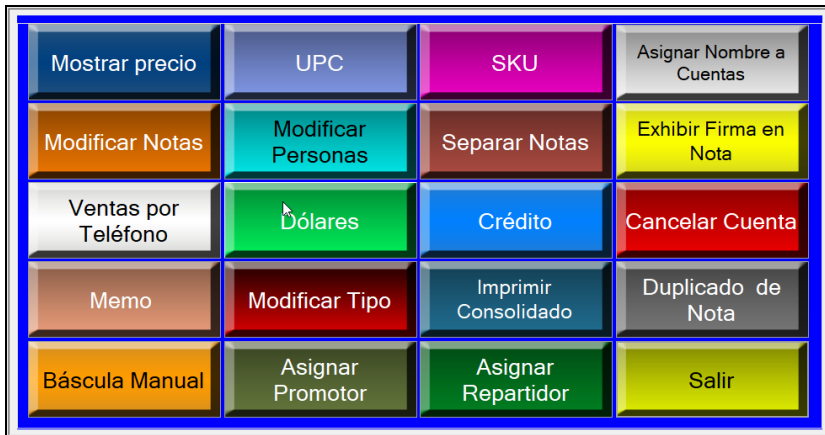 Mostrar precio
UPC
SKU
Asignar Nombre a
Cuentas
Modificar Notas
Modificar
Personas
Separar Notas
Exhibir Firma en
Nota
Ventas por
Teléfono
Dólares
Crédito
Cancelar Cuenta
Memo
Modificar Tipo
Imprimir
Consolidado
Duplicado de
Nota
Báscula Manual
Asignar
Promotor
Asignar
Repartidor
Salir